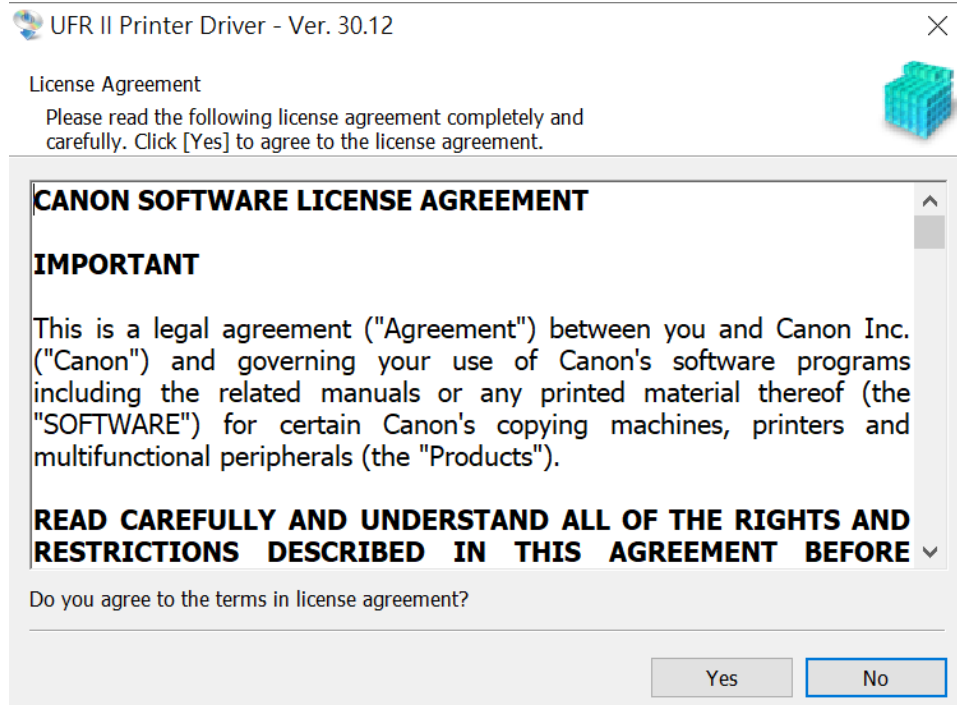 UFR II Printer Driver - Ver. 30.12
License Agreement
Please read the following license agreement completely and
carefully. Click [Yes] to agree to the license agreement.
CANON SOFTWARE LICENSE AGREEMENT
IMPORTANT
This is a legal agreement ("Agreement") between you and Canon Inc.
("Canon") and governing your use of Canon's software programs
including the related manuals or any printed material thereof (the
"SOFTWARE") for certain Canon's copying machines, printers and
multifunctional peripherals (the "Products").
READ CAREFULLY AND UNDERSTAND ALL OF THE RIGHTS AND
RESTRICTIONS DESCRIBED IN THIS AGREEMENT BEFORE
Do you agree to the terms in license agreement?
Yes No